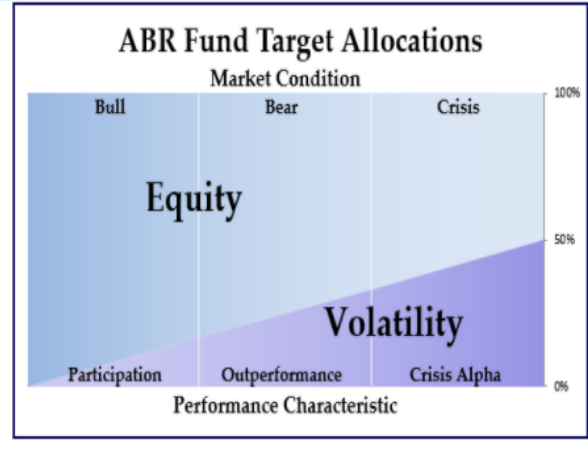 ABR Fund Target Allocations
Market Condition
Bull Bear Crisis 100%
Equity
50%
Volatility
Participation Outperformance Crisis Alpha 0%
Performance Characteristic